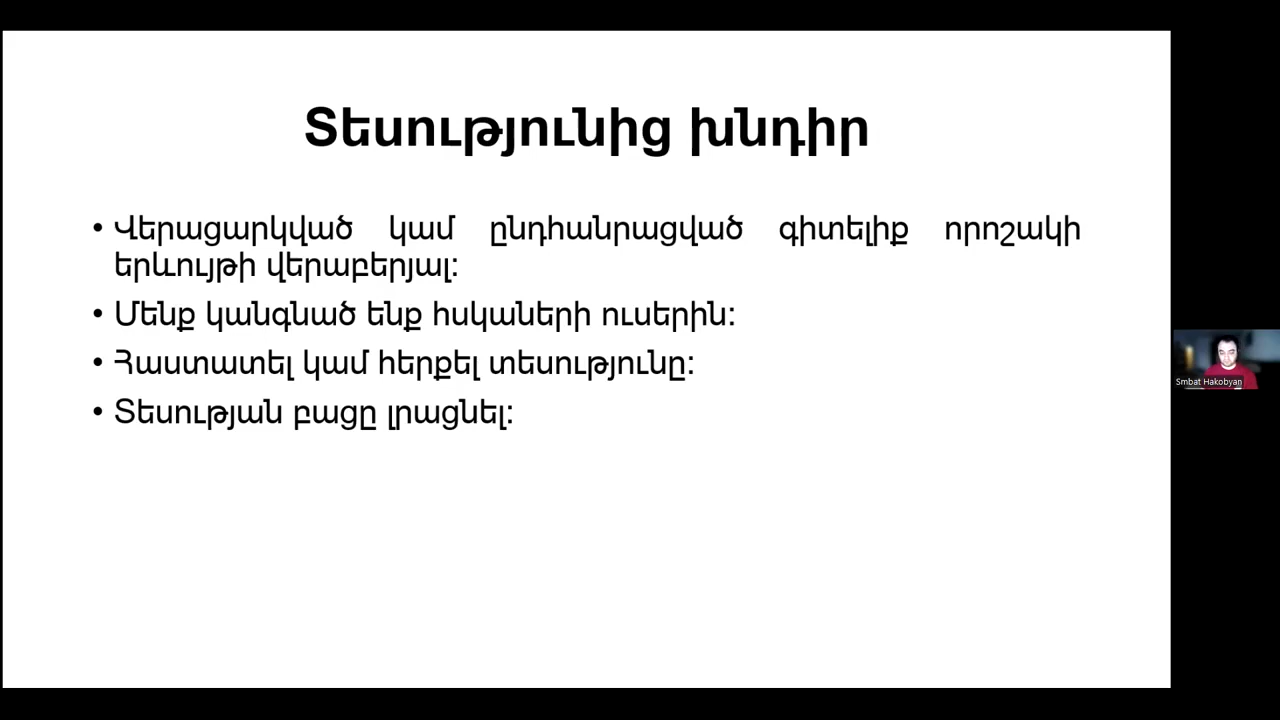 Տեսությունից խնդիր
• Վերացարկված կամ ընդհանրացված գիտելիք որոշակի
երևույթի վերաբերյալ:
• Մենք կանգնած ենք հսկաների ուսերին:
• Հաստատել կամ հերքել տեսությունը:
• Տեսության բացը լրացնել:
Smbat Hakobyan